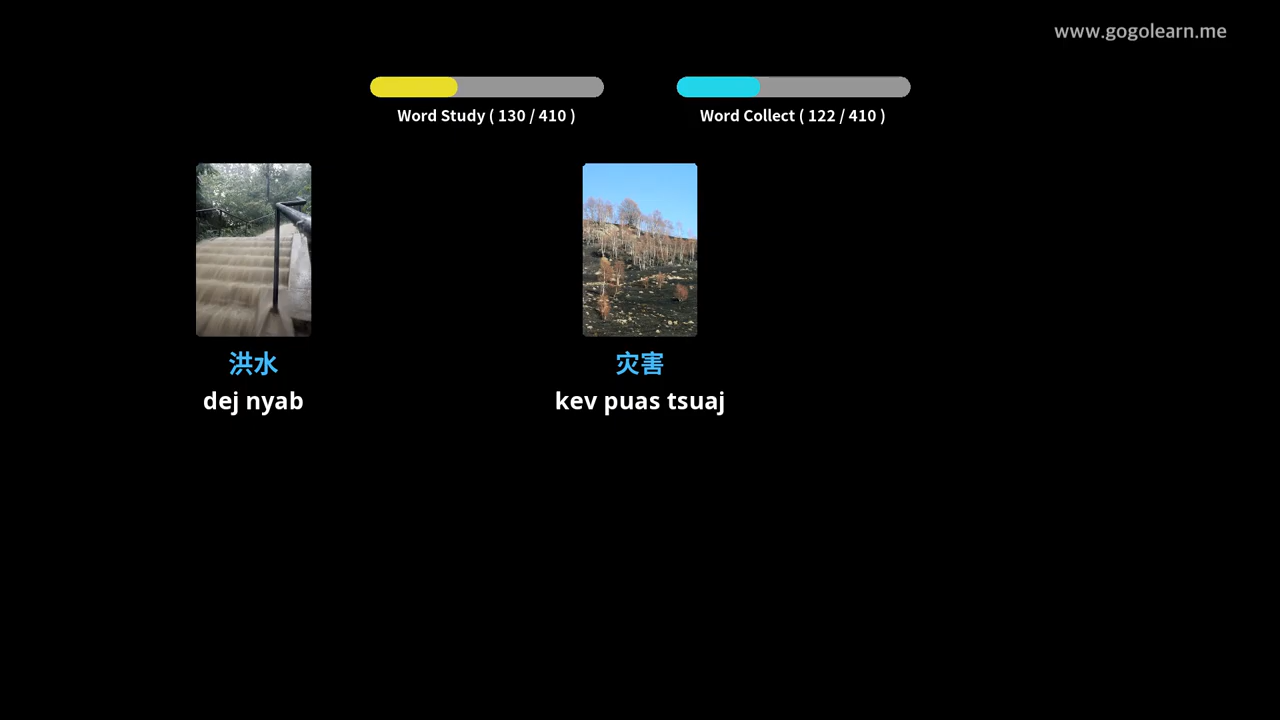 www.gogolearn.me
Word Study ( 130 / 410 )
Word Collect ( 122 / 410 )
洪水
灾害
dej nyab
kev puas tsuaj